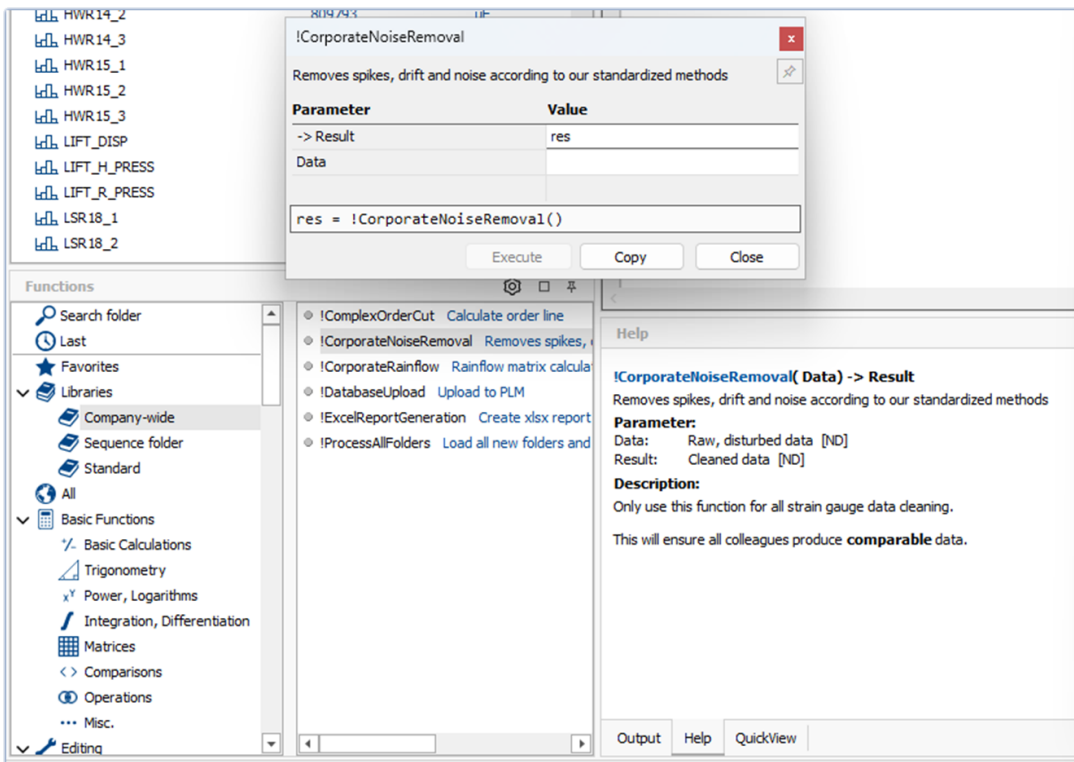 HWR14_2 809793 uE
HWR14_3
HWR15_1
HWR15_2
HWR15_3
LIFT_DISP
LIFT_H_PRESS
LIFT_R_PRESS
LSR18_1
LSR18_2
!CorporateNoiseRemoval
x
Removes spikes, drift and noise according to our standardized methods
Parameter Value
-> Result res
Data
res = !CorporateNoiseRemoval()
Execute Copy Close
Functions
Search folder
Last
Favorites
Libraries
Company-wide
Sequence folder
Standard
All
Basic Functions
Basic Calculations
Trigonometry
Power, Logarithms
Integration, Differentiation
Matrices
Comparisons
Operations
Misc.
Editing
!ComplexOrderCut Calculate order line
!CorporateNoiseRemoval Removes spikes,
!CorporateRainflow Rainflow matrix calcula
!DatabaseUpload Upload to PLM
!ExcelReportGeneration Create xlsx report
!ProcessAllFolders Load all new folders and
Help
!CorporateNoiseRemoval( Data) -> Result
Removes spikes, drift and noise according to our standardized methods
Parameter:
Data: Raw, disturbed data [ND]
Result: Cleaned data [ND]
Description:
Only use this function for all strain gauge data cleaning.
This will ensure all colleagues produce comparable data.
Output Help QuickView